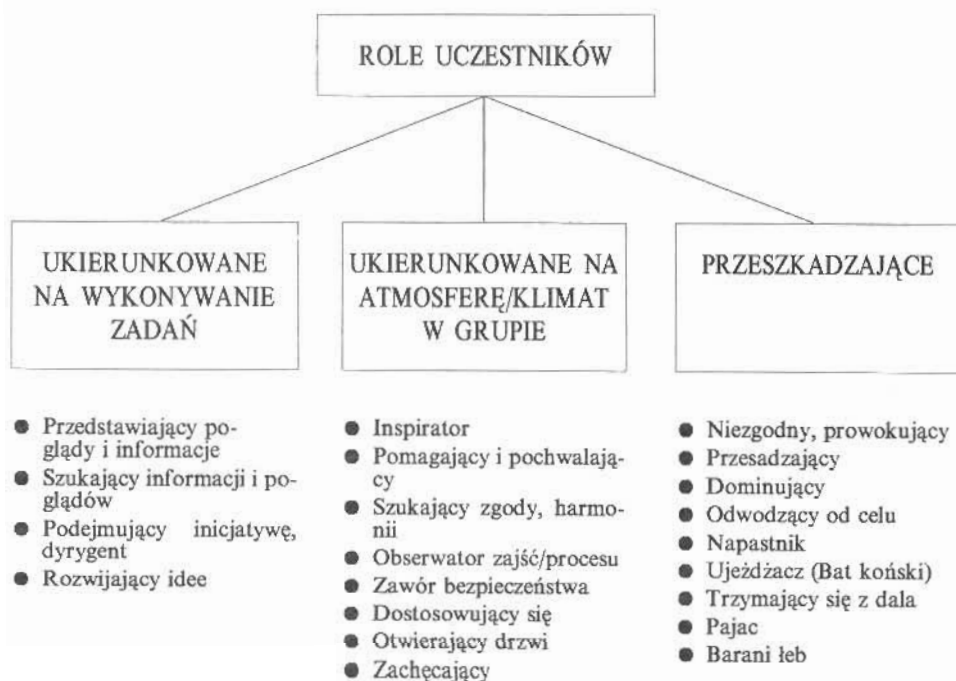 ROLE UCZESTNIKÓW
UKIERUNKOWANE
NA WYKONYWANIE
ZADAŃ
UKIERUNKOWANE NA
ATMOSFERĘ/KLIMAT
W GRUPIE
PRZESZKADZAJĄCE
● Przedstawiający po-
glądy i informacje
● Szukający informacji i po-
glądów
● Podejmujący inicjatywę,
dyrygent
● Rozwijający idee
● Inspirator
● Pomagający i pochwalają-
cy
● Szukający zgody, harmo-
nii
● Obserwator zajść/procesu
● Zawór bezpieczeństwa
● Dostosowujący się
● Otwierający drzwi
● Zachęcający
● Niezgodny, prowokujący
● Przesadzający
● Dominujący
● Odwodzący od celu
● Napastnik
● Ujeżdżacz (Bat koński)
● Trzymający się z dala
● Pajac
● Barani łeb